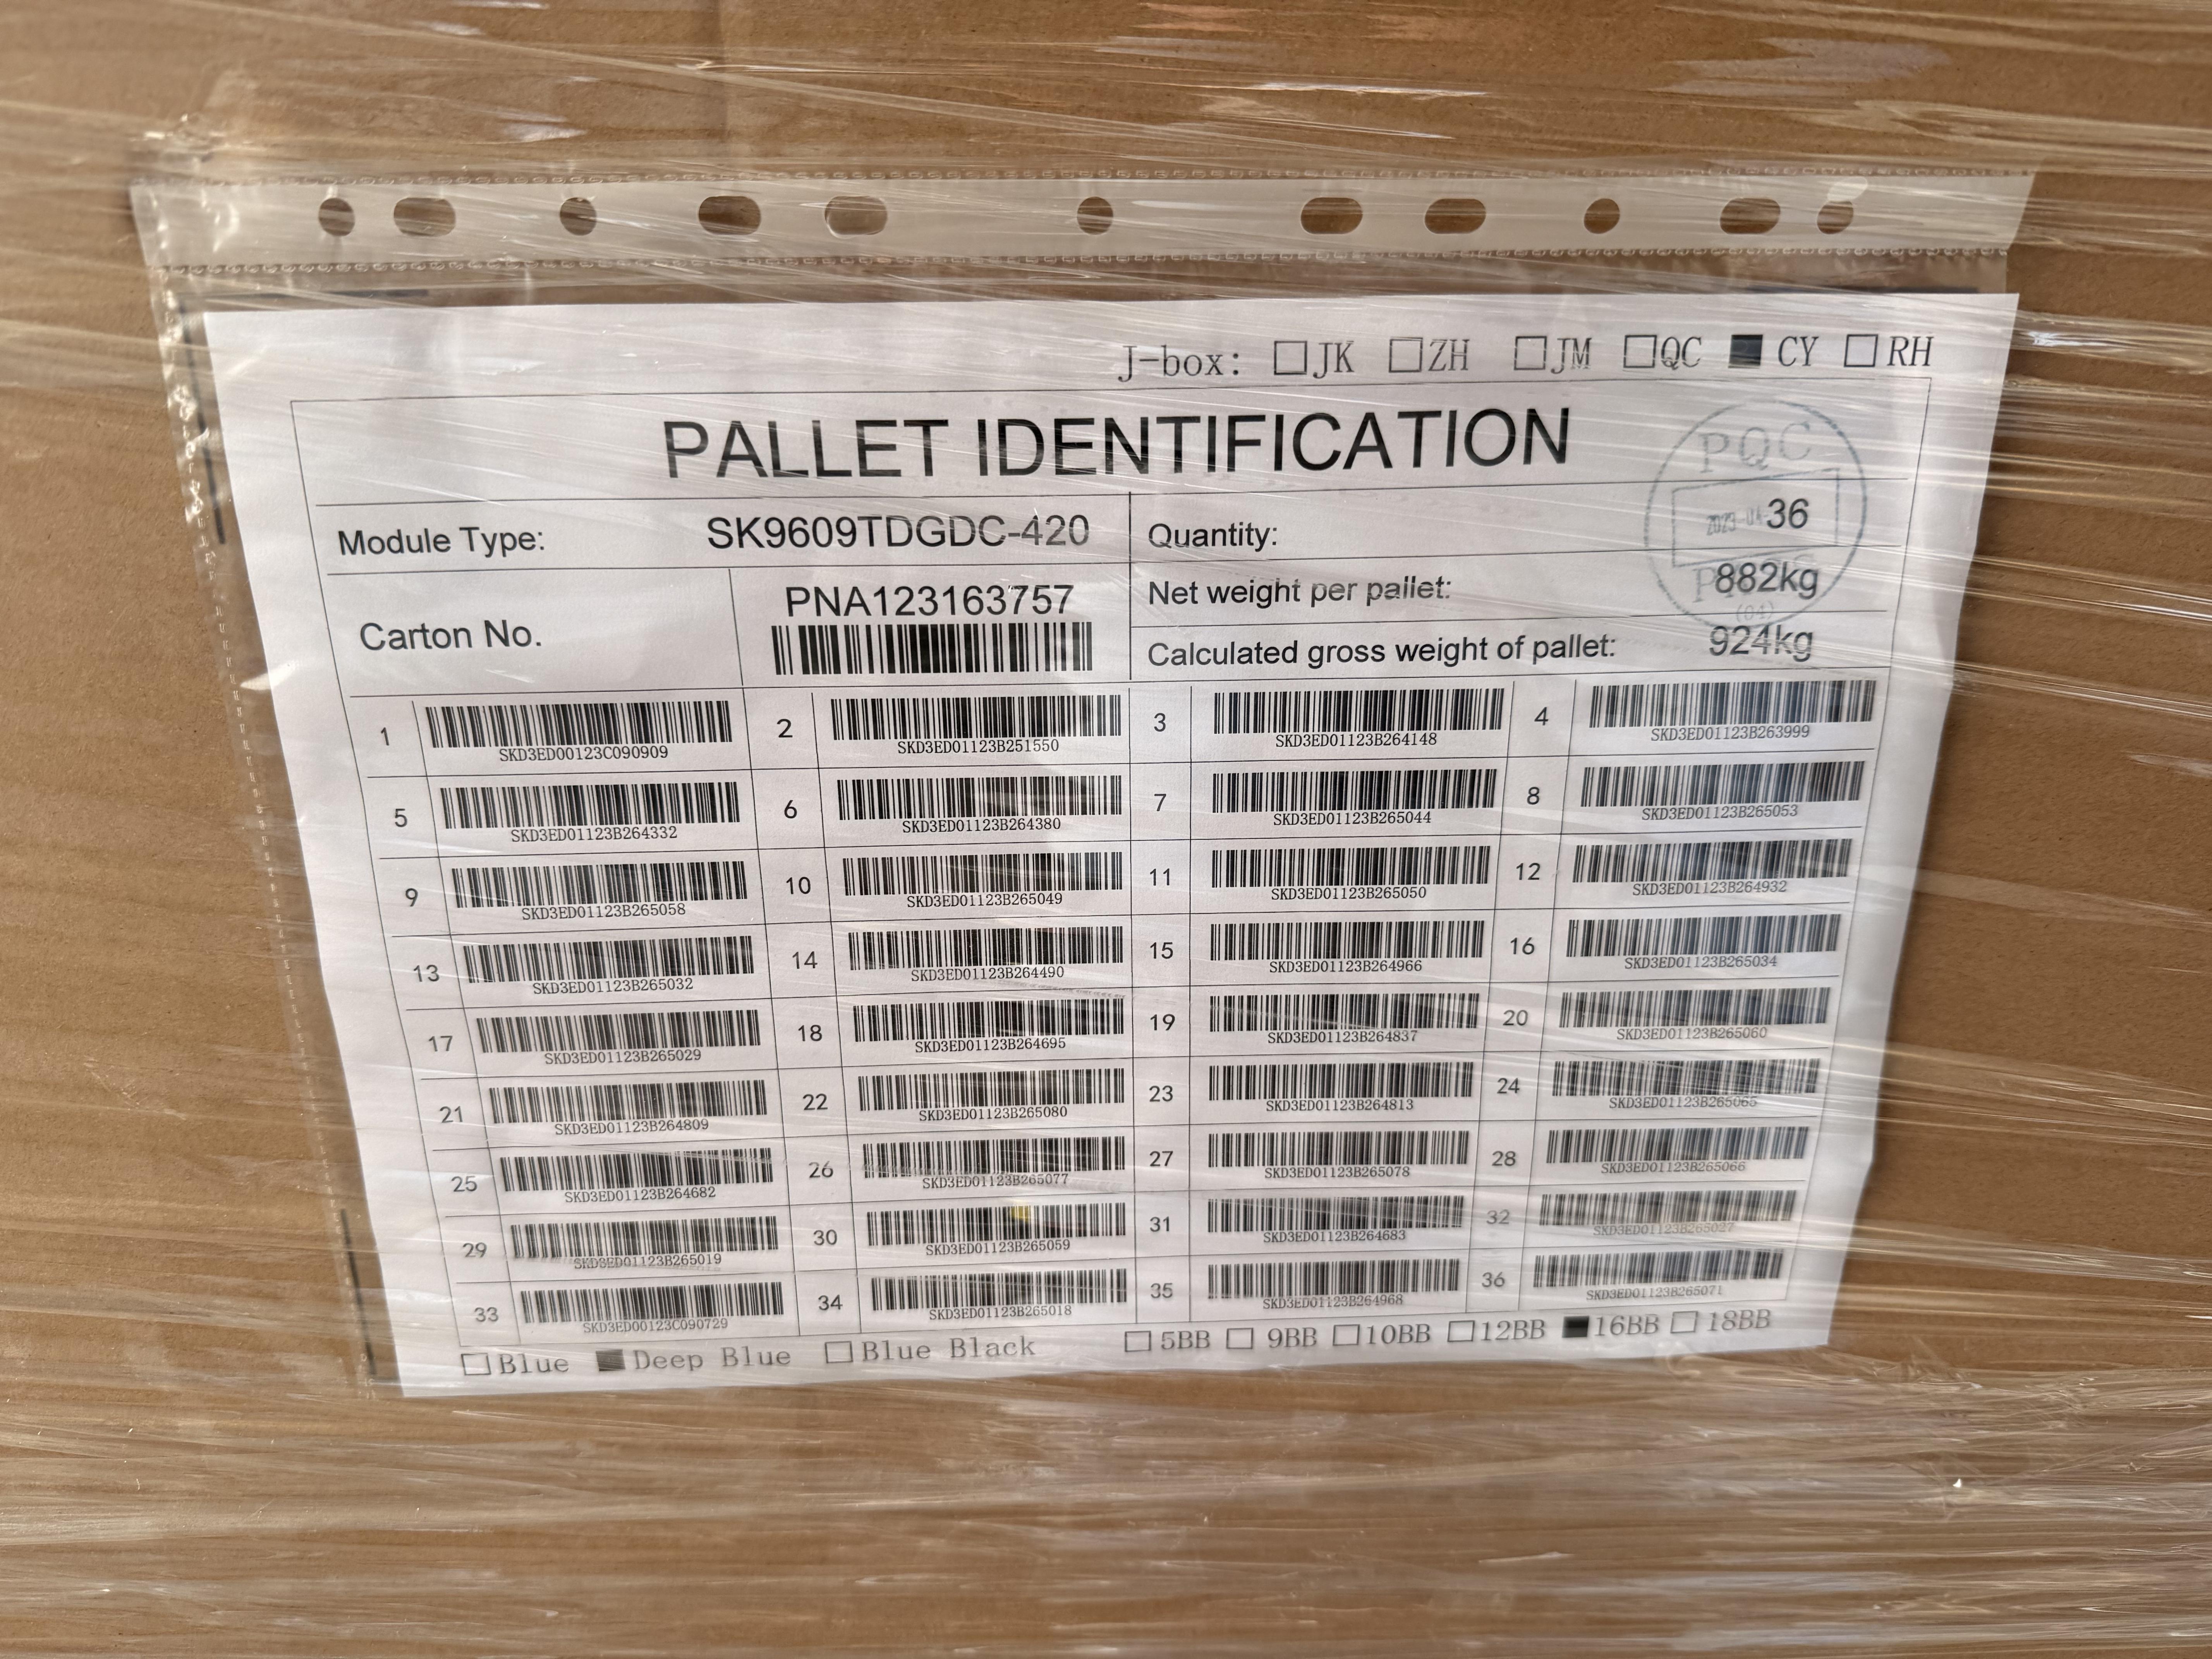 J-box: □JK □ZH □JM □QC ■ CY □RH
PALLET IDENTIFICATION
PQC
Module Type: SK9609TDGDC-420 Quantity: 36
Carton No. PNA123163757 Net weight per pallet: 882kg
(04)
Calculated gross weight of pallet: 924kg
1 SKD3ED00123C090909 2 SKD3ED01123B251550 3 SKD3ED01123B264148 4 SKD3ED01123B263999
5 SKD3ED01123B264332 6 SKD3ED01123B264380 7 SKD3ED01123B265044 8 SKD3ED01123B265053
9 SKD3ED01123B265058 10 SKD3ED01123B265049 11 SKD3ED01123B265050 12 SKD3ED01123B264932
13 SKD3ED01123B265032 14 SKD3ED01123B264490 15 SKD3ED01123B264966 16 SKD3ED01123B265034
17 SKD3ED01123B265029 18 SKD3ED01123B264695 19 SKD3ED01123B264837 20 SKD3ED01123B265060
21 SKD3ED01123B264809 22 SKD3ED01123B265080 23 SKD3ED01123B264813 24 SKD3ED01123B265065
25 SKD3ED01123B264682 26 SKD3ED01123B265077 27 SKD3ED01123B265078 28 SKD3ED01123B265066
29 SKD3ED01123B265019 30 SKD3ED01123B265059 31 SKD3ED01123B264683 32 SKD3ED01123B265027
33 SKD3ED00123C090729 34 SKD3ED01123B265018 35 SKD3ED01123B264968 36 SKD3ED01123B265071
□Blue ■Deep Blue □Blue Black □5BB □ 9BB □10BB □12BB ■16BB □18BB